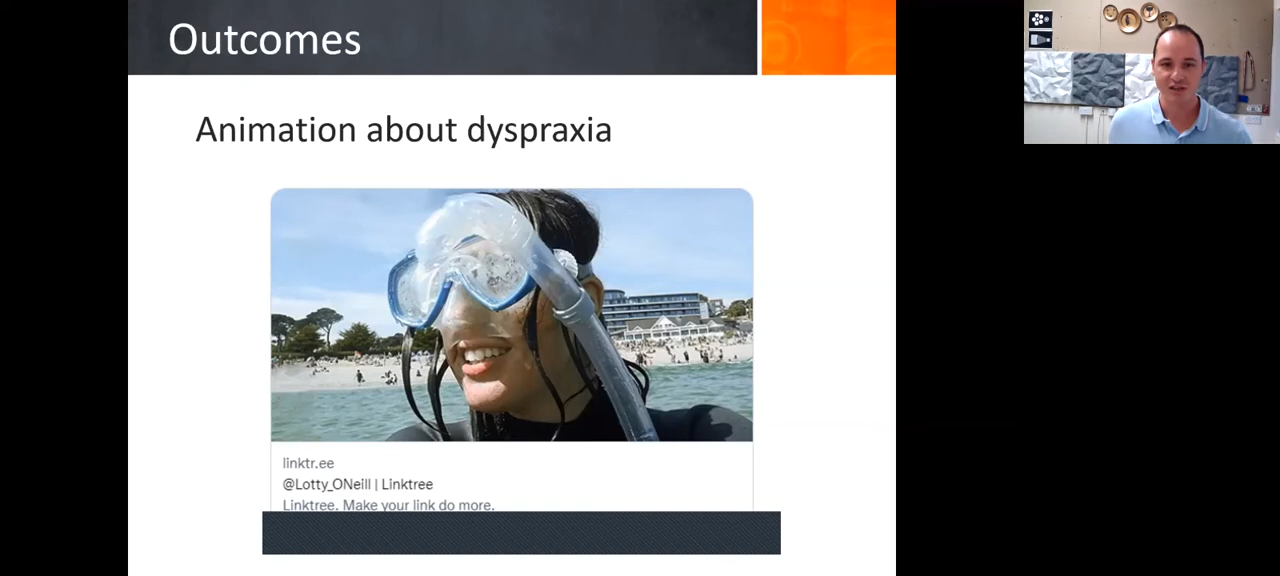 Outcomes
Animation about dyspraxia
linktr.ee
@Lotty_ONeill | Linktree
Linktree. Make your link do more.